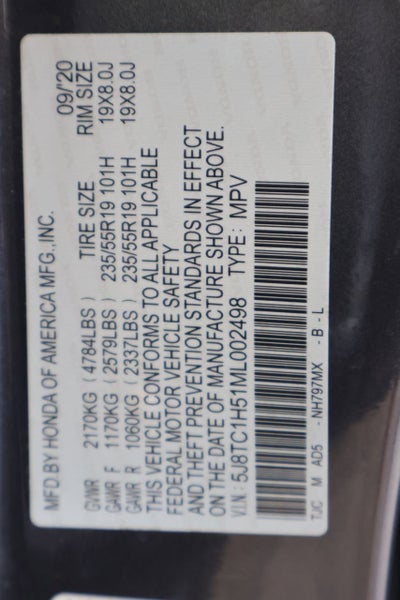 MFD.BY HONDA OF AMERICA MFG.,INC. 09/'20
TIRE SIZE RIM SIZE
GVWR 2170KG (4784LBS)
GAWR F 1170KG (2579LBS) 235/55R19 101H 19X8.0J
GAWR R 1060KG (2337LBS) 235/55R19 101H 19X8.0J
THIS VEHICLE CONFORMS TO ALL APPLICABLE
FEDERAL MOTOR VEHICLE SAFETY
AND THEFT PREVENTION STANDARDS IN EFFECT
ON THE DATE OF MANUFACTURE SHOWN ABOVE.
V.I.N.: 5J8TC1H51ML002498 TYPE: MPV
TJC M AD5 -NH797MX -B-L